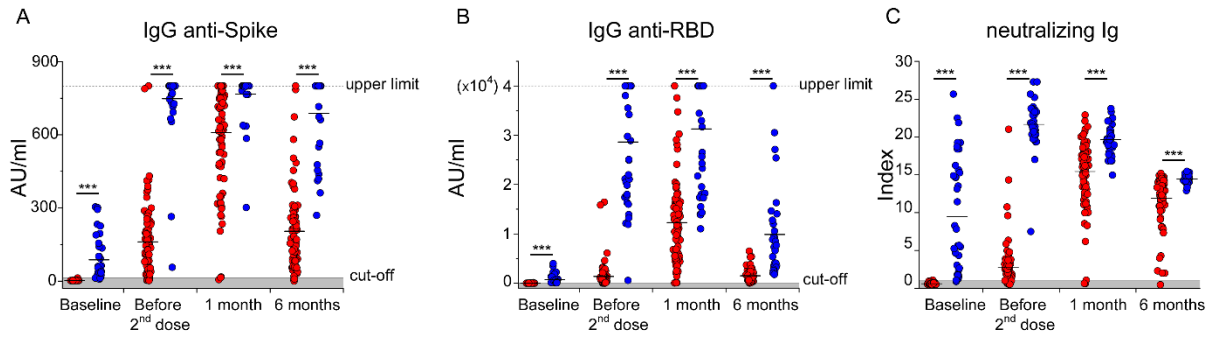 A
IgG anti-Spike
900
600
300
0
AU/ml
***
***
***
***
upper limit
cut-off
Baseline
Before
2nd dose
1 month
6 months
B
IgG anti-RBD
(x10⁴)
4
3
2
1
0
AU/ml
***
***
***
***
upper limit
cut-off
Baseline
Before
2nd dose
1 month
6 months
C
neutralizing Ig
30
25
20
15
10
5
0
Index
***
***
***
***
Baseline
Before
2nd dose
1 month
6 months